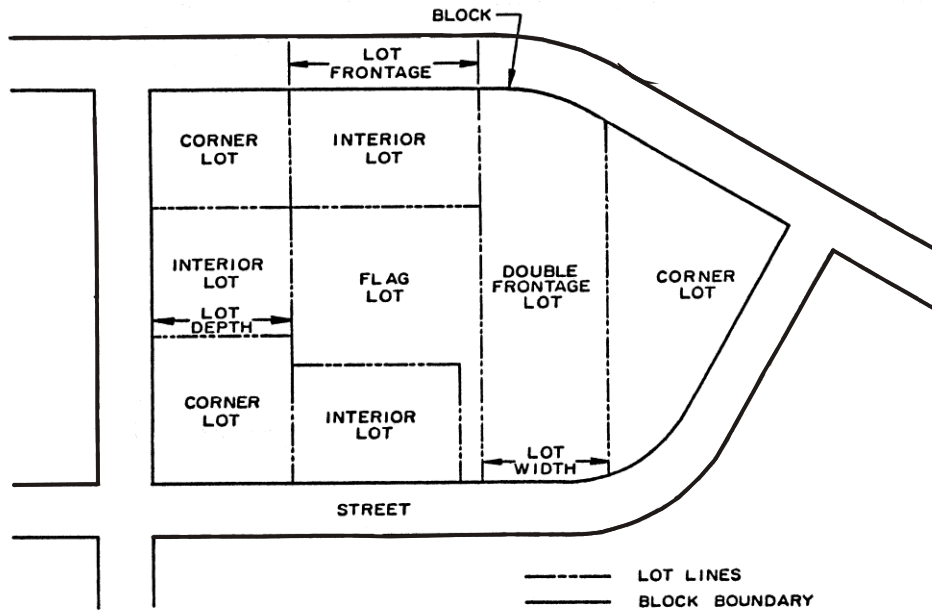 BLOCK
LOT
FRONTAGE
CORNER
LOT
INTERIOR
LOT
INTERIOR
LOT
LOT
DEPTH
FLAG
LOT
DOUBLE
FRONTAGE
LOT
CORNER
LOT
CORNER
LOT
INTERIOR
LOT
LOT
WIDTH
STREET
LOT LINES
BLOCK BOUNDARY